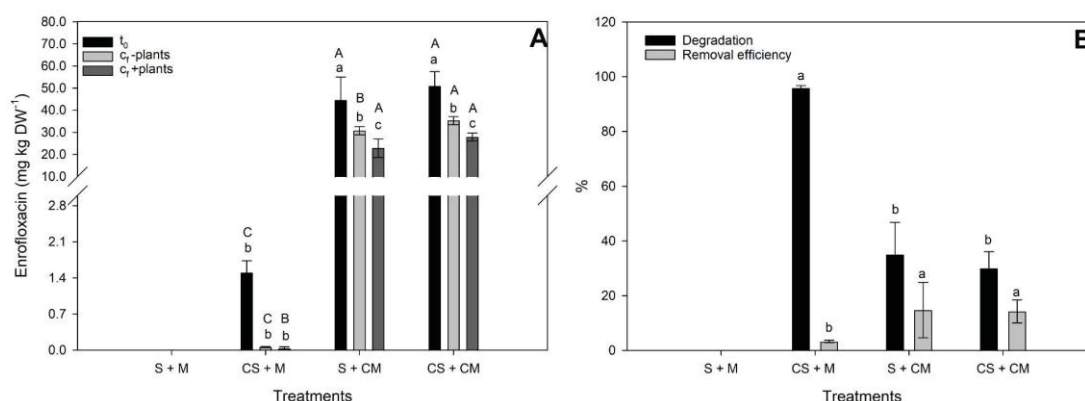 A
t0
cf-plants
cf+plants
Enrofloxacin (mg kg DW-1)
80.0
70.0
60.0
50.0
40.0
30.0
20.0
10.0
2.8
2.1
1.4
0.7
0.0
C
b
C
b
B
b
A
a
B
b
A
c
A
a
A
b
A
c
S + M
CS + M
S + CM
CS + CM
Treatments
B
Degradation
Removal efficiency
%
120
100
80
60
40
20
0
a
b
b
a
b
a
S + M
CS + M
S + CM
CS + CM
Treatments